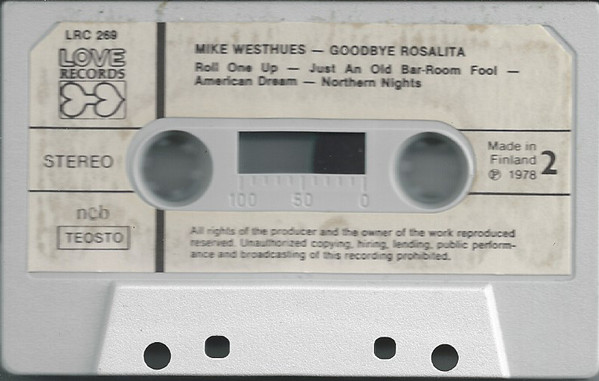 LRC 269
LOVE
RECORDS
MIKE WESTHUES — GOODBYE ROSALITA
Roll One Up — Just An Old Bar-Room Fool —
American Dream — Northern Nights
STEREO
100 50 0
Made in
Finland
℗ 1978
2
ncb
TEOSTO
All rights of the producer and the owner of the work reproduced
reserved. Unauthorized copying, hiring, lending, public perform-
ance and broadcasting of this recording prohibited.